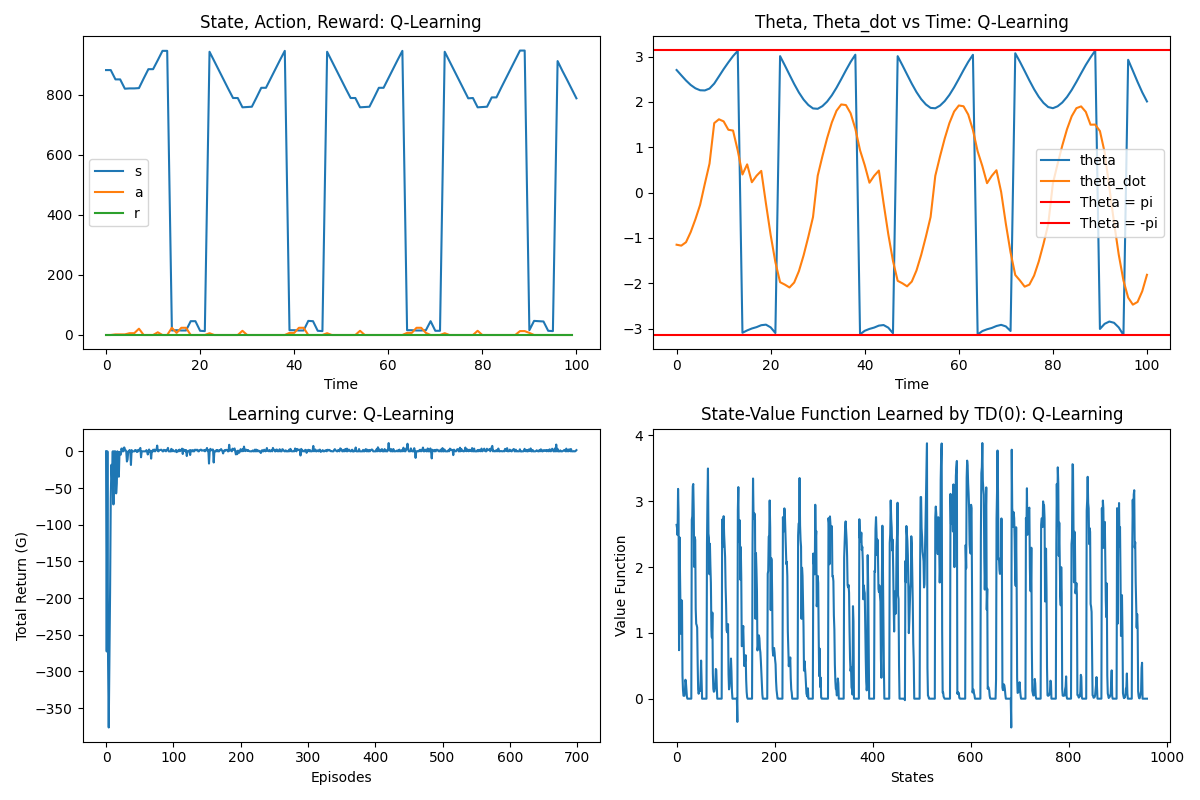 State, Action, Reward: Q-Learning
800
600
400
200
0
s
a
r
0 20 40 60 80 100
Time
Theta, Theta_dot vs Time: Q-Learning
3
2
1
0
−1
−2
−3
theta
theta_dot
Theta = pi
Theta = -pi
0 20 40 60 80 100
Time
Learning curve: Q-Learning
Total Return (G)
0
−50
−100
−150
−200
−250
−300
−350
0 100 200 300 400 500 600 700
Episodes
State-Value Function Learned by TD(0): Q-Learning
Value Function
4
3
2
1
0
0 200 400 600 800 1000
States